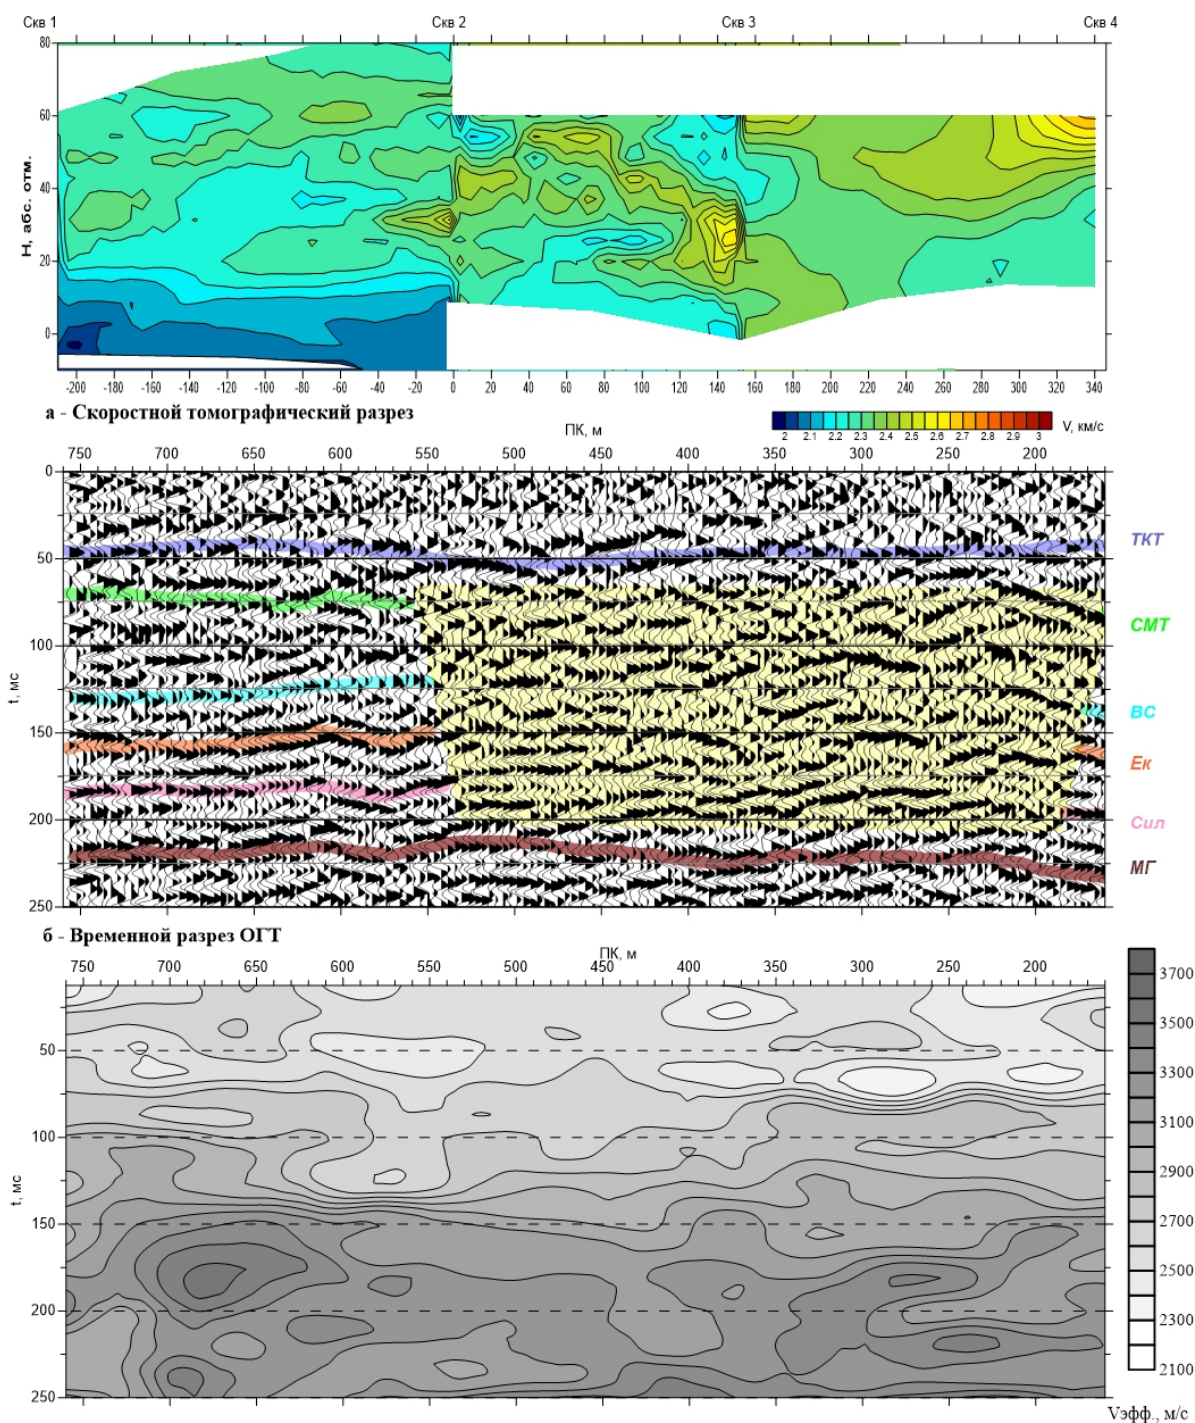 Скв 1 Скв 2 Скв 3 Скв 4
80
60
40
20
0
Н, абс. отм.
-200 -180 -160 -140 -120 -100 -80 -60 -40 -20 0 20 40 60 80 100 120 140 160 180 200 220 240 260 280 300 320 340
а - Скоростной томографический разрез
2 2.1 2.2 2.3 2.4 2.5 2.6 2.7 2.8 2.9 3
V, км/с
ПК, м
750 700 650 600 550 500 450 400 350 300 250 200
0
50
100
150
200
250
t, мс
ТКТ
СМТ
ВС
Ек
Сил
МГ
б - Временной разрез ОГТ
ПК, м
750 700 650 600 550 500 450 400 350 300 250 200
50
100
150
200
250
t, мс
3700
3500
3300
3100
2900
2700
2500
2300
2100
Vэфф., м/с